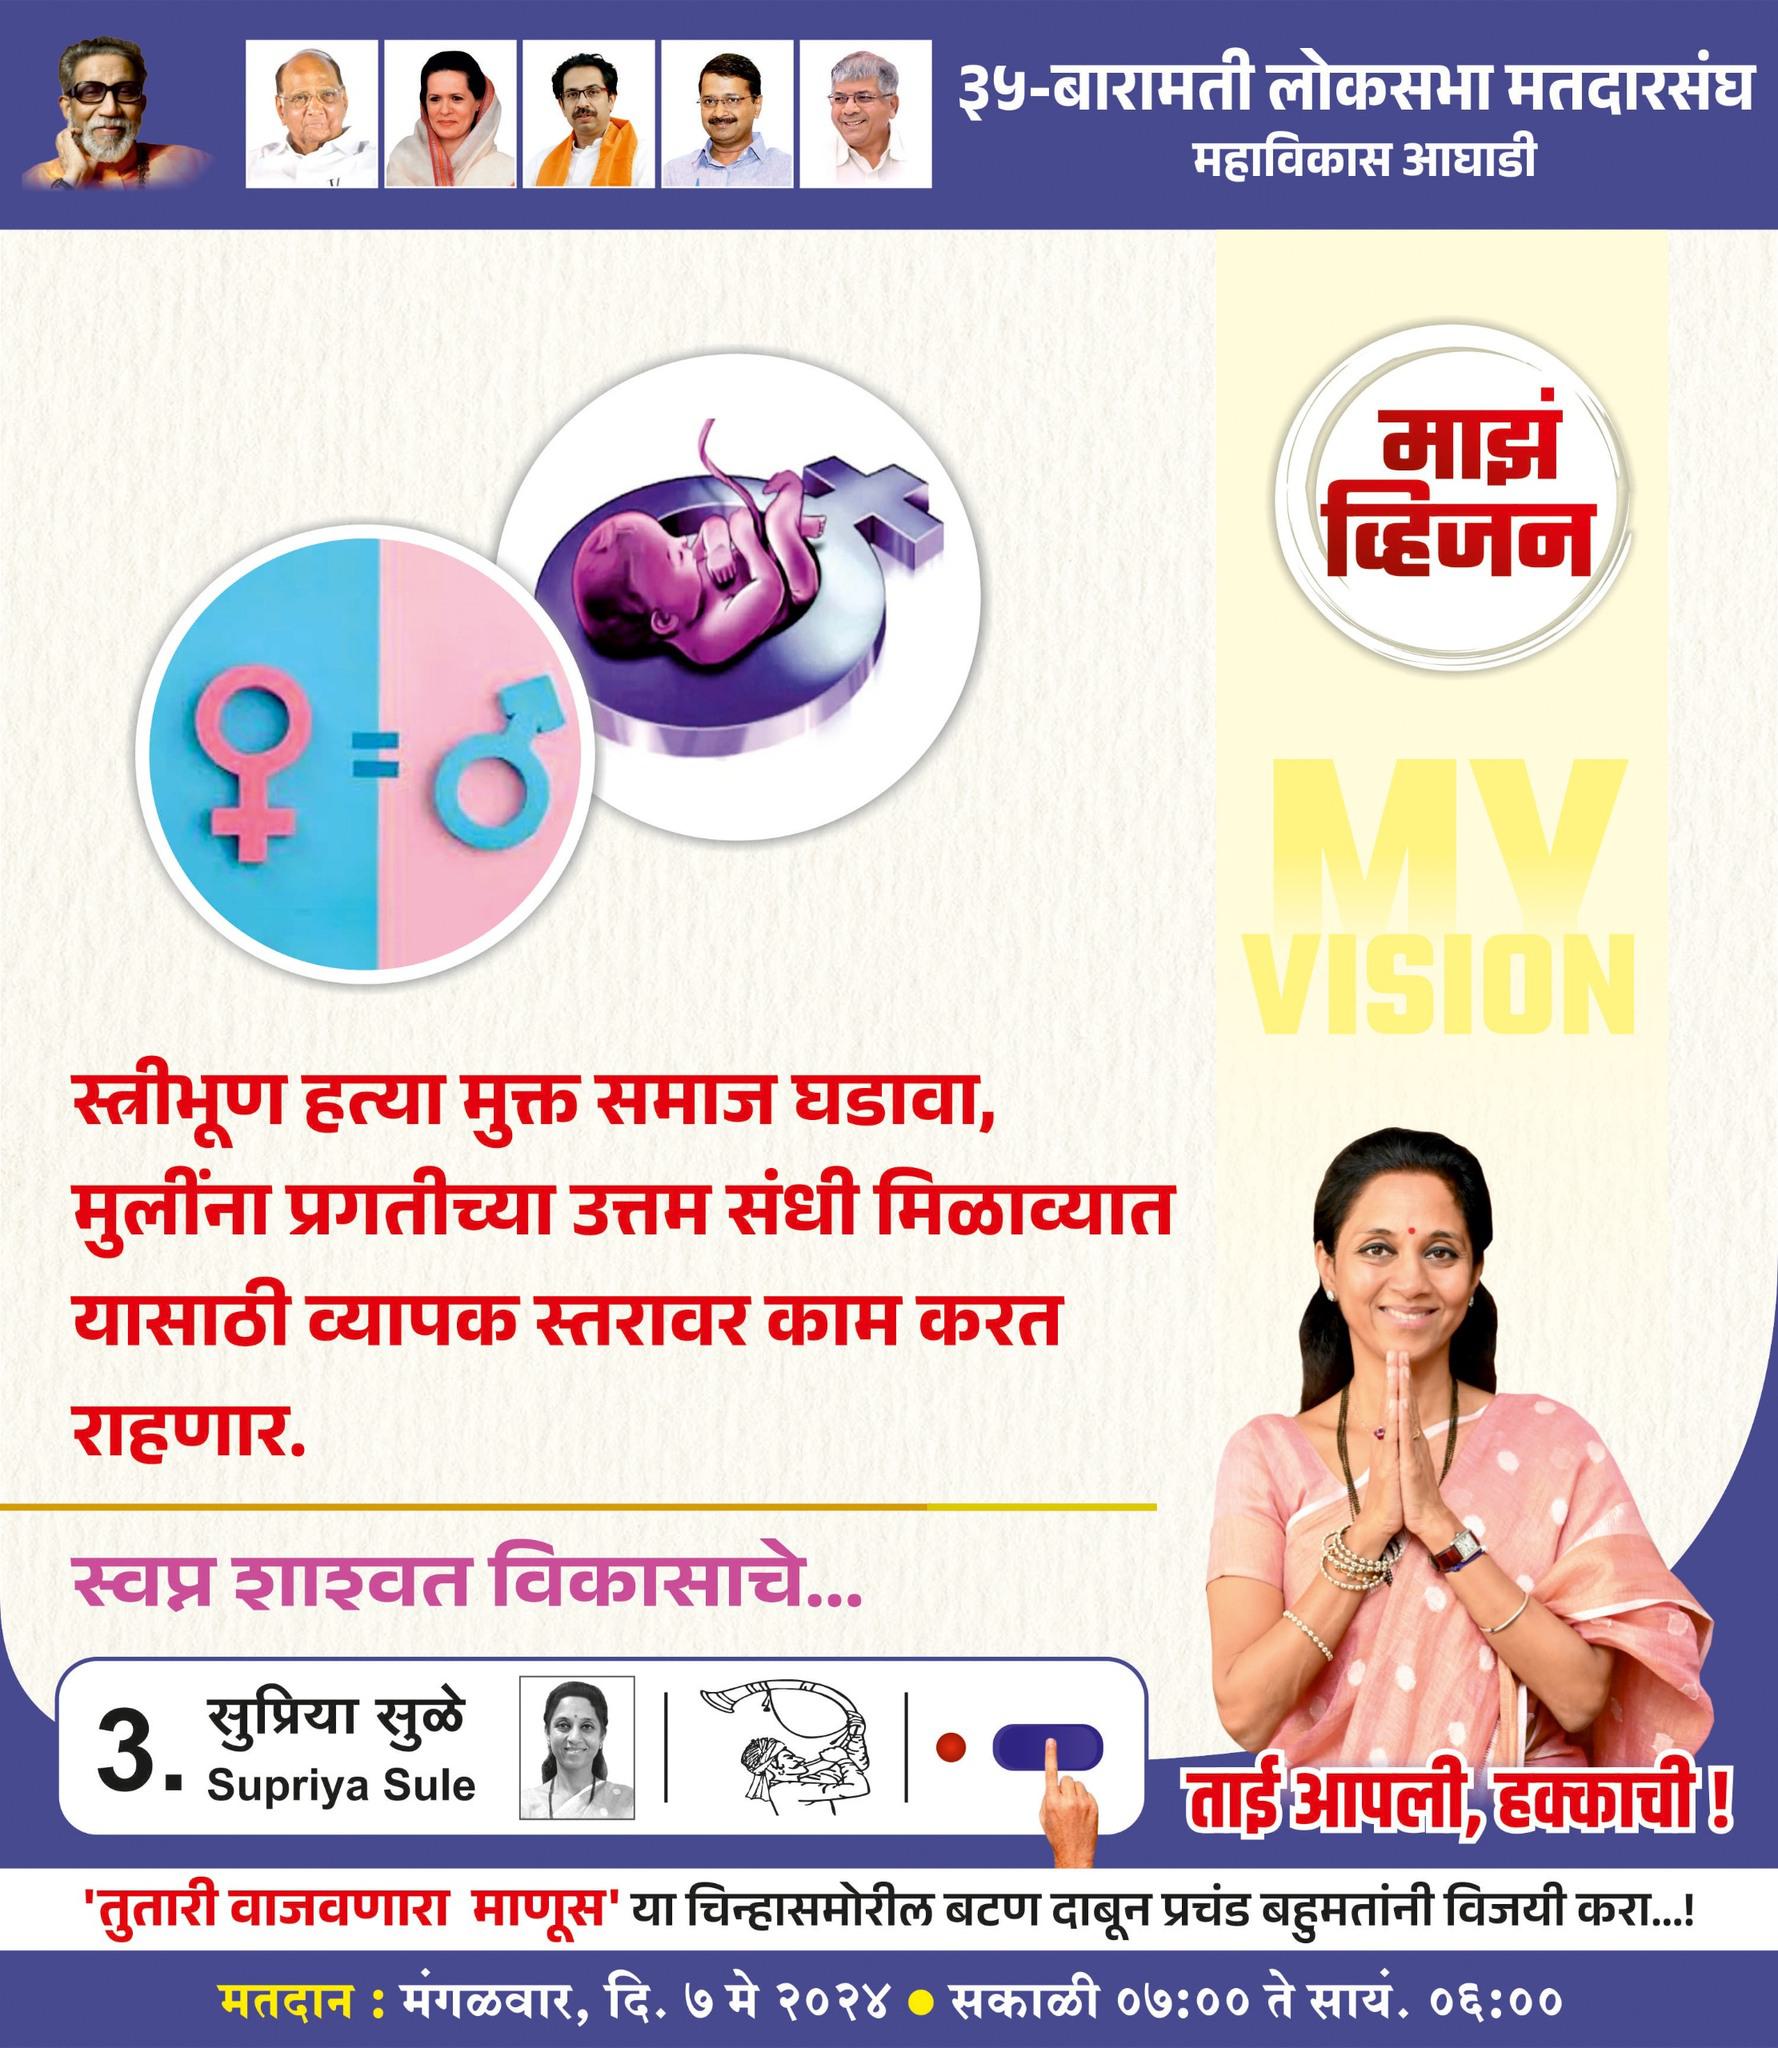 ३५-बारामती लोकसभा मतदारसंघ
महाविकास आघाडी
माझं
व्हिजन
MY
VISION
स्त्रीभूण हत्या मुक्त समाज घडावा,
मुलींना प्रगतीच्या उत्तम संधी मिळाव्यात
यासाठी व्यापक स्तरावर काम करत
राहणार.
स्वप्न शाश्वत विकासाचे...
3. सुप्रिया सुळे
Supriya Sule
ताई आपली, हक्काची !
'तुतारी वाजवणारा माणूस' या चिन्हासमोरील बटण दाबून प्रचंड बहुमतांनी विजयी करा...!
मतदान : मंगळवार, दि. ७ मे २०२४ ● सकाळी ०७:०० ते सायं. ०६:००